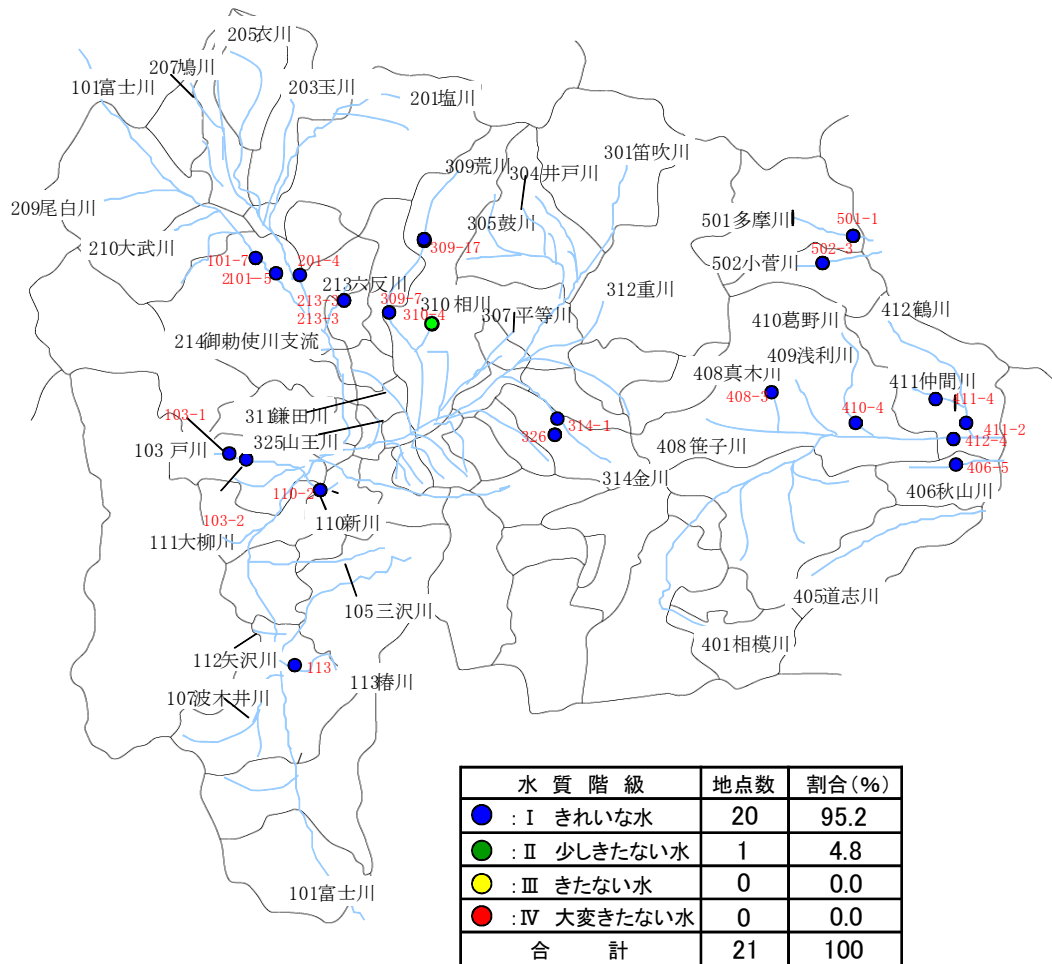 205衣川
207鳩川
101富士川
203玉川
201塩川
301笛吹川
309荒川
304井戸川
305鼓川
209尾白川
501多摩川
501-1
210大武川
309-17
502-3
502小菅川
101-7
201-4
101-5
213六反川
312重川
213-3
309-7
310相川
310-4
307平等川
412鶴川
213-3
410葛野川
214御勅使川支流
409浅利川
408真木川
411仲間川
408-3
411-4
311鎌田川
103-1
410-4
314-1
411-2
325山王川
326
412-4
103戸川
408笹子川
406-5
314金川
110-2
406秋山川
103-2
110新川
111大柳川
105三沢川
405道志川
401相模川
112矢沢川
113
113椿川
107波木井川
101富士川
水質階級 地点数 割合(%)
:Ⅰ きれいな水 20 95.2
:Ⅱ 少しきたない水 1 4.8
:Ⅲ きたない水 0 0.0
:Ⅳ 大変きたない水 0 0.0
合計 21 100